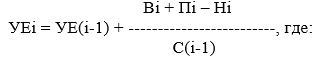 Вi + Пi – Нi
УЕi = УЕ(i-1) + -------------------------, где:
С(i-1)